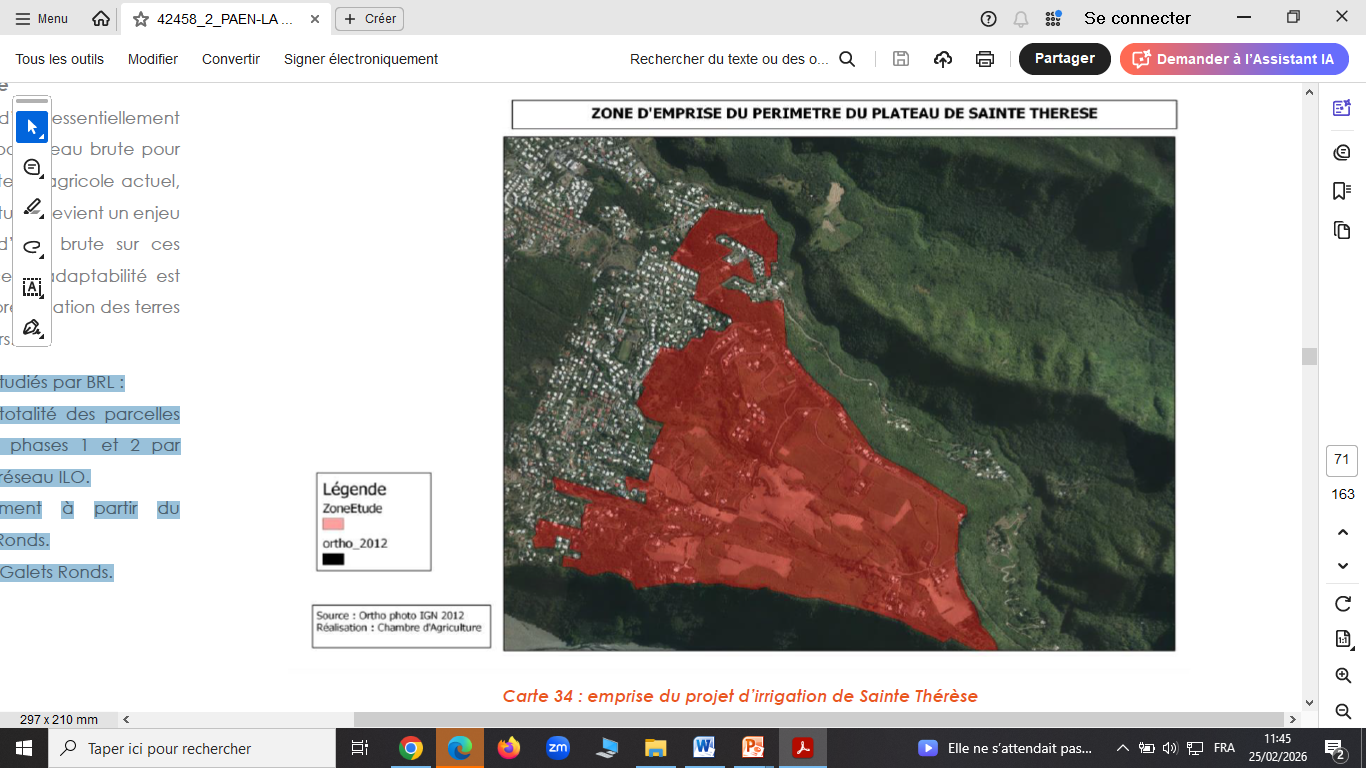 Menu
42458_2_PAEN-LA ...
Créer
Se connecter
Tous les outils
Modifier
Convertir
Signer électroniquement
Rechercher du texte ou des o...
Partager
Demander à l'Assistant IA
essentiellement
eau brute pour
agricole actuel,
evient un enjeu
brute sur ces
adaptabilité est
ation des terres
tudiés par BRL :
totalité des parcelles
phases 1 et 2 par
réseau ILO.
ment à partir du
Ronds.
Galets Ronds.
ZONE D'EMPRISE DU PERIMETRE DU PLATEAU DE SAINTE THERESE
Légende
ZoneEtude
ortho_2012
Source : Ortho photo IGN 2012
Réalisation : Chambre d'Agriculture
Carte 34 : emprise du projet d'irrigation de Sainte Thérèse
71
163
297 x 210 mm
Taper ici pour rechercher
Elle ne s'attendait pas...
FRA
11:45
25/02/2026
2